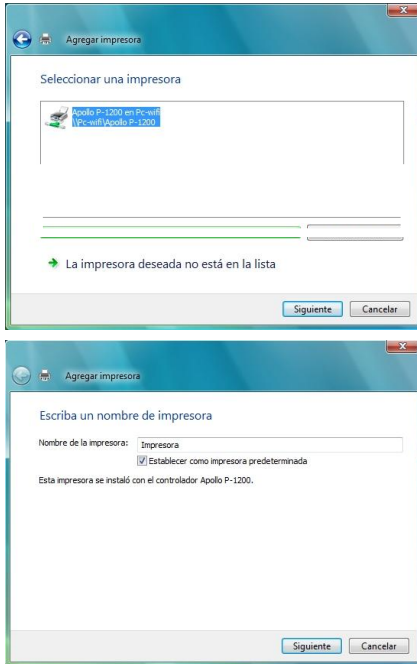 Agregar impresora
Seleccionar una impresora
Apollo P-1200 en Pc-wifi
\\Pc-wifi\Apollo P-1200
La impresora deseada no está en la lista
Siguiente Cancelar
Agregar impresora
Escriba un nombre de impresora
Nombre de la impresora: Impresora
Establecer como impresora predeterminada
Esta impresora se instaló con el controlador Apollo P-1200.
Siguiente Cancelar